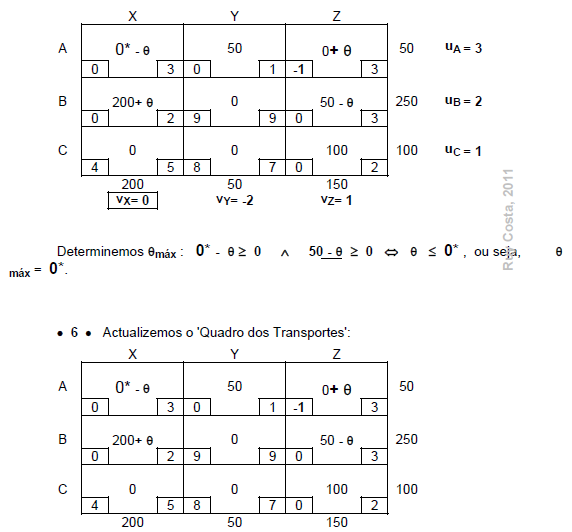 X Y Z
A 0* - θ 50 0+ θ 50 uA = 3
0 3 0 1 -1 3
B 200+ θ 0 50 - θ 250 uB = 2
0 2 9 9 0 3
C 0 0 100 100 uC = 1
4 5 8 7 0 2
200 50 150
vX= 0 vY= -2 vZ= 1
Rui Costa, 2011
Determinemos θmáx : 0* - θ ≥ 0 ∧ 50 - θ ≥ 0 ⇔ θ ≤ 0* , ou seja, θ
máx = 0*.
• 6 • Actualizemos o 'Quadro dos Transportes':
X Y Z
A 0* - θ 50 0+ θ 50
0 3 0 1 -1 3
B 200+ θ 0 50 - θ 250
0 2 9 9 0 3
C 0 0 100 100
4 5 8 7 0 2
200 50 150